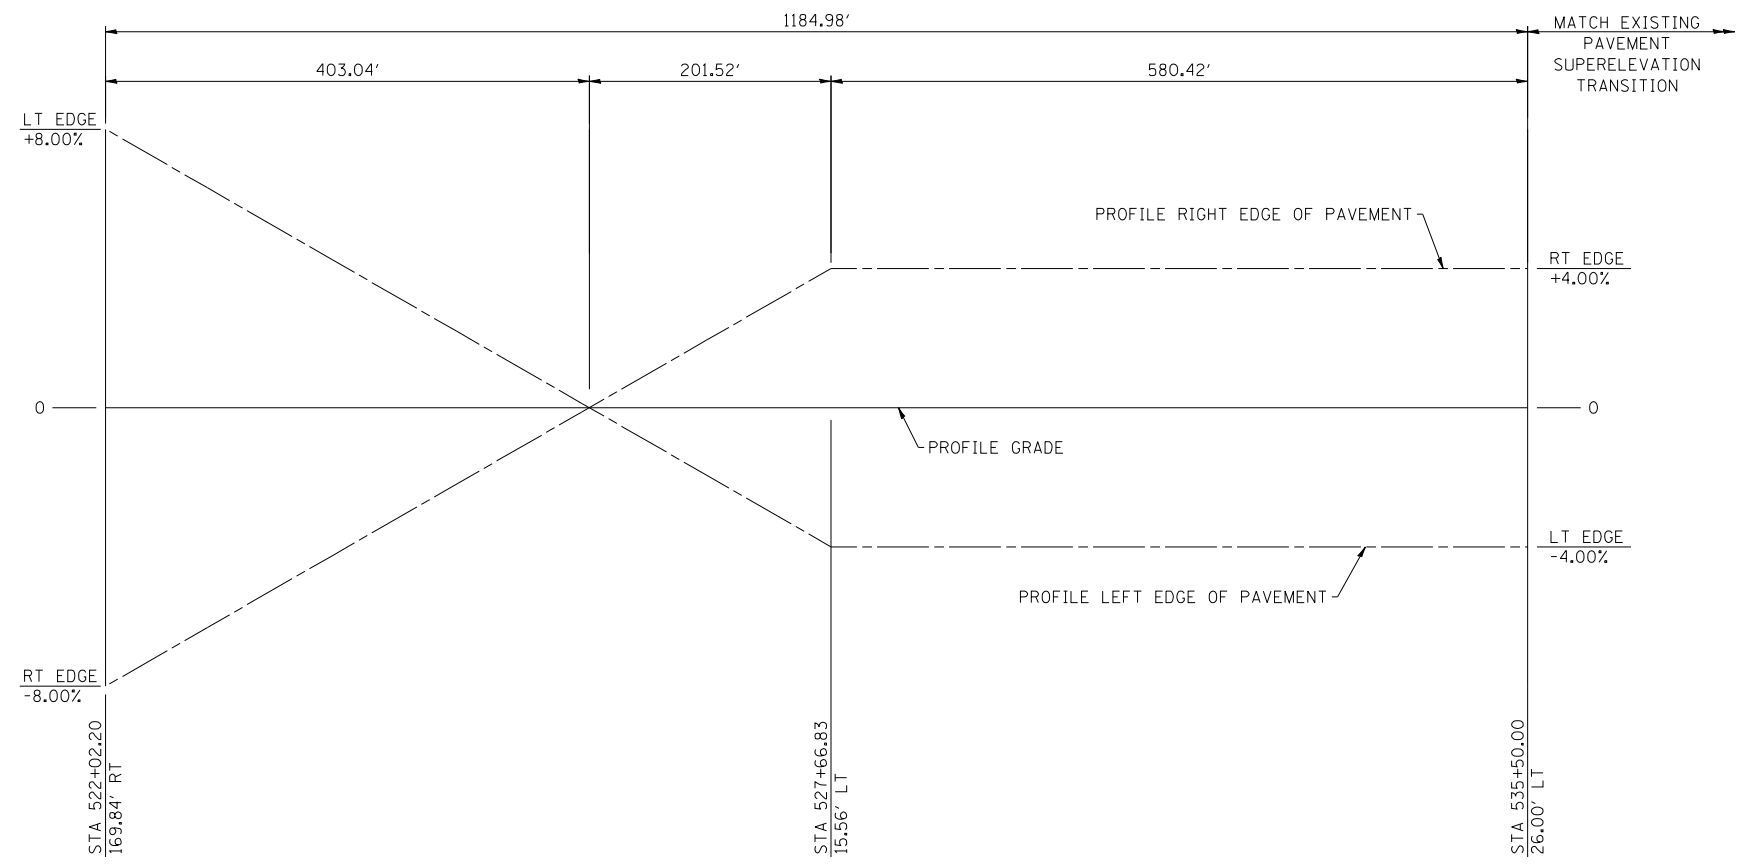 1184.98'
MATCH EXISTING
PAVEMENT
SUPERELEVATION
TRANSITION
403.04'
201.52'
580.42'
LT EDGE
+8.00%
PROFILE RIGHT EDGE OF PAVEMENT
RT EDGE
+4.00%
0
0
PROFILE GRADE
LT EDGE
-4.00%
PROFILE LEFT EDGE OF PAVEMENT
RT EDGE
-8.00%
STA 522+02.20
169.84' RT
STA 527+66.83
15.56' LT
STA 535+50.00
26.00' LT